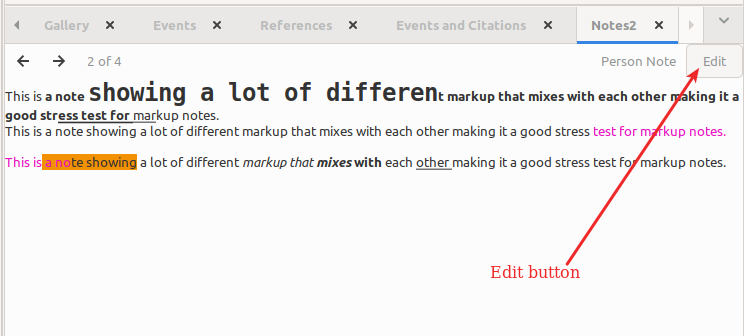 Gallery × Events × References × Events and Citations × Notes2 ×
2 of 4 Person Note Edit
This is a note showing a lot of different markup that mixes with each other making it a
good stress test for markup notes.
This is a note showing a lot of different markup that mixes with each other making it a good stress test for markup notes.
This is a note showing a lot of different markup that mixes with each other making it a good stress test for markup notes.
Edit button